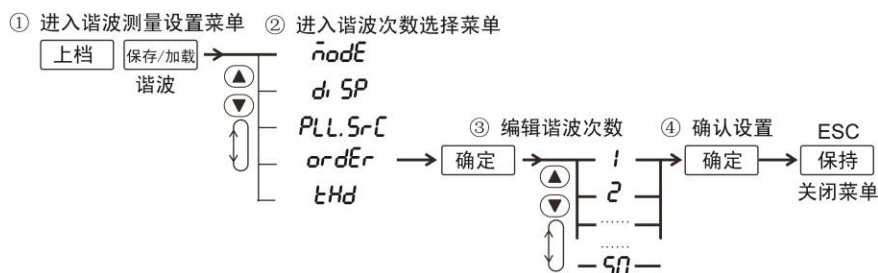 ① 进入谐波测量设置菜单 ② 进入谐波次数选择菜单
上档 保存/加载 modE
谐波
di SP
PLL.SrC ③ 编辑谐波次数 ④ 确认设置 ESC
ordEr 确定 1 确定 保持
关闭菜单
tHd 2
......
......
50